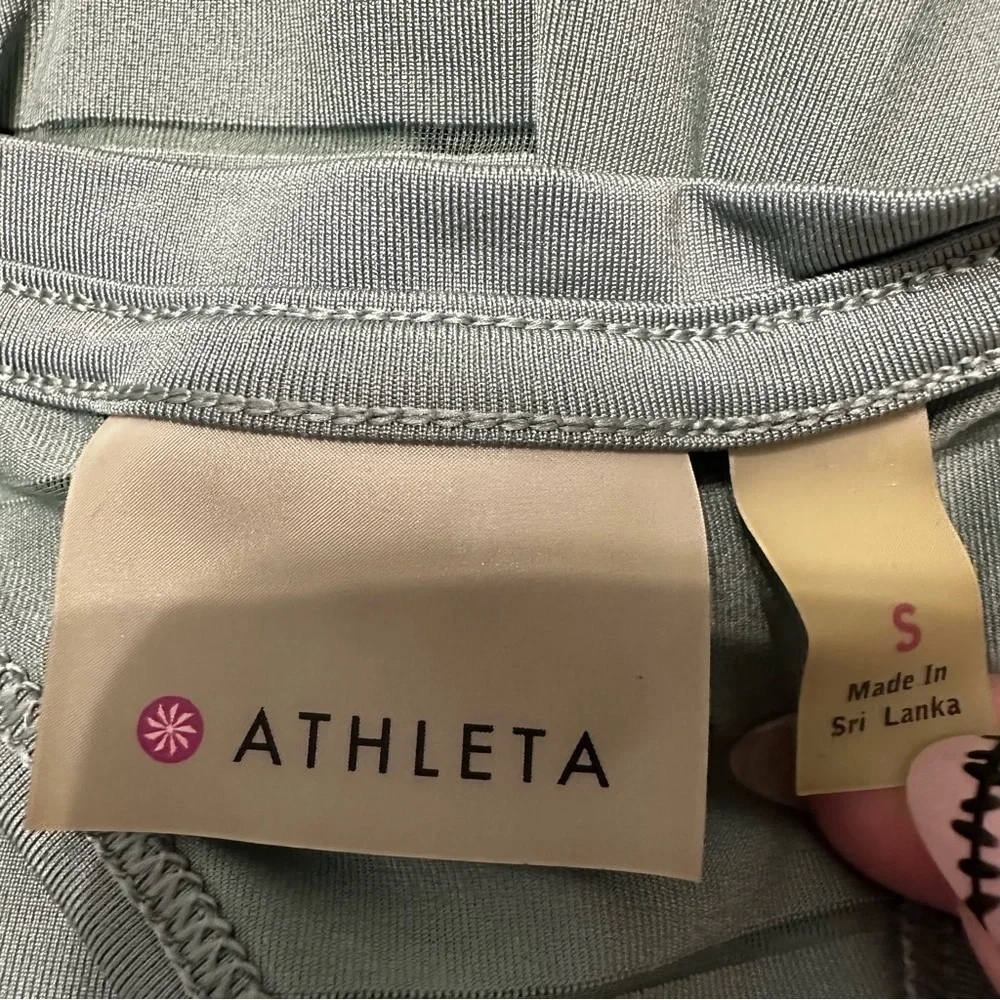 ATHLETA
S
Made In
Sri Lanka